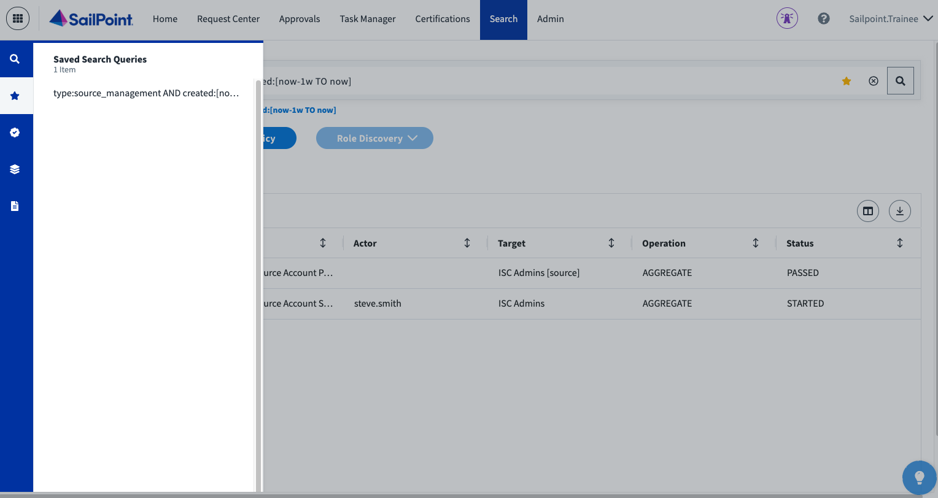 SailPoint
Home
Request Center
Approvals
Task Manager
Certifications
Search
Admin
Sailpoint.Trainee
Saved Search Queries
1 Item
type:source_management AND created:[no...
ed:[now-1w TO now]
d:[now-1w TO now]
icy
Role Discovery
Actor
Target
Operation
Status
urce Account P...
ISC Admins [source]
AGGREGATE
PASSED
urce Account S...
steve.smith
ISC Admins
AGGREGATE
STARTED